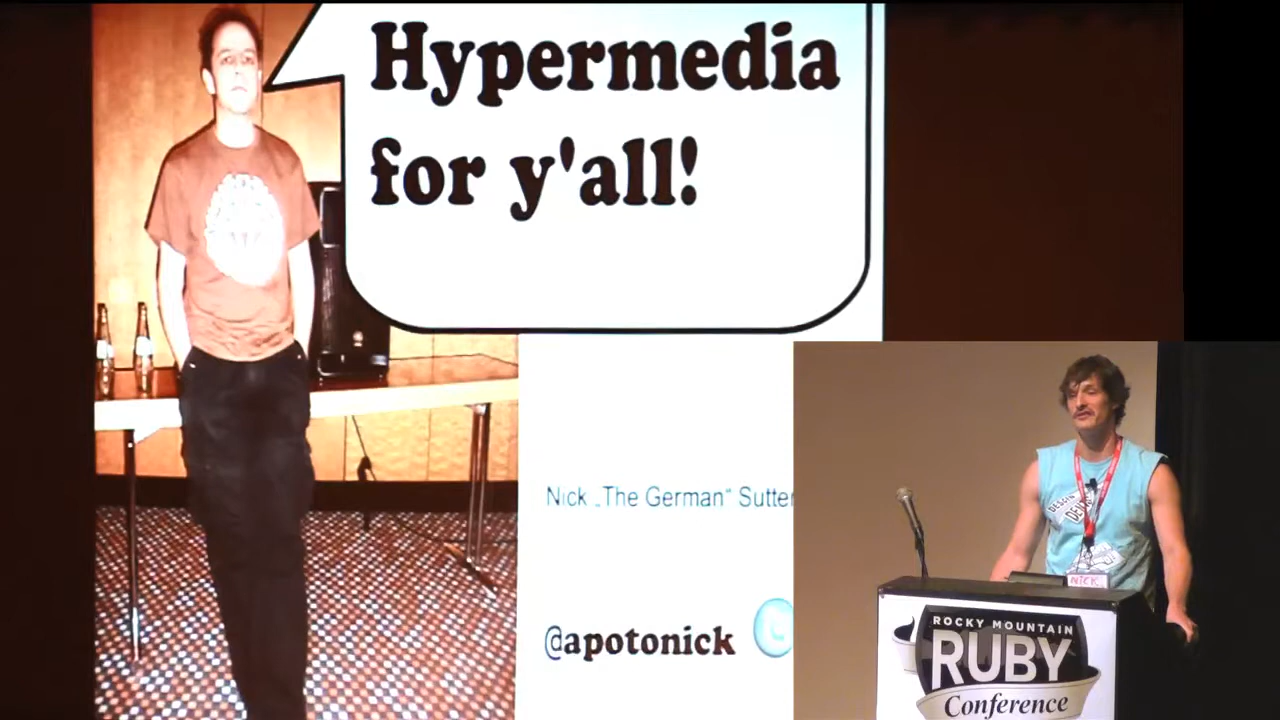 Hypermedia
for y'all!
Nick „The German“ Sutter
@apotonick
NICK
ROCKY MOUNTAIN
RUBY
Conference